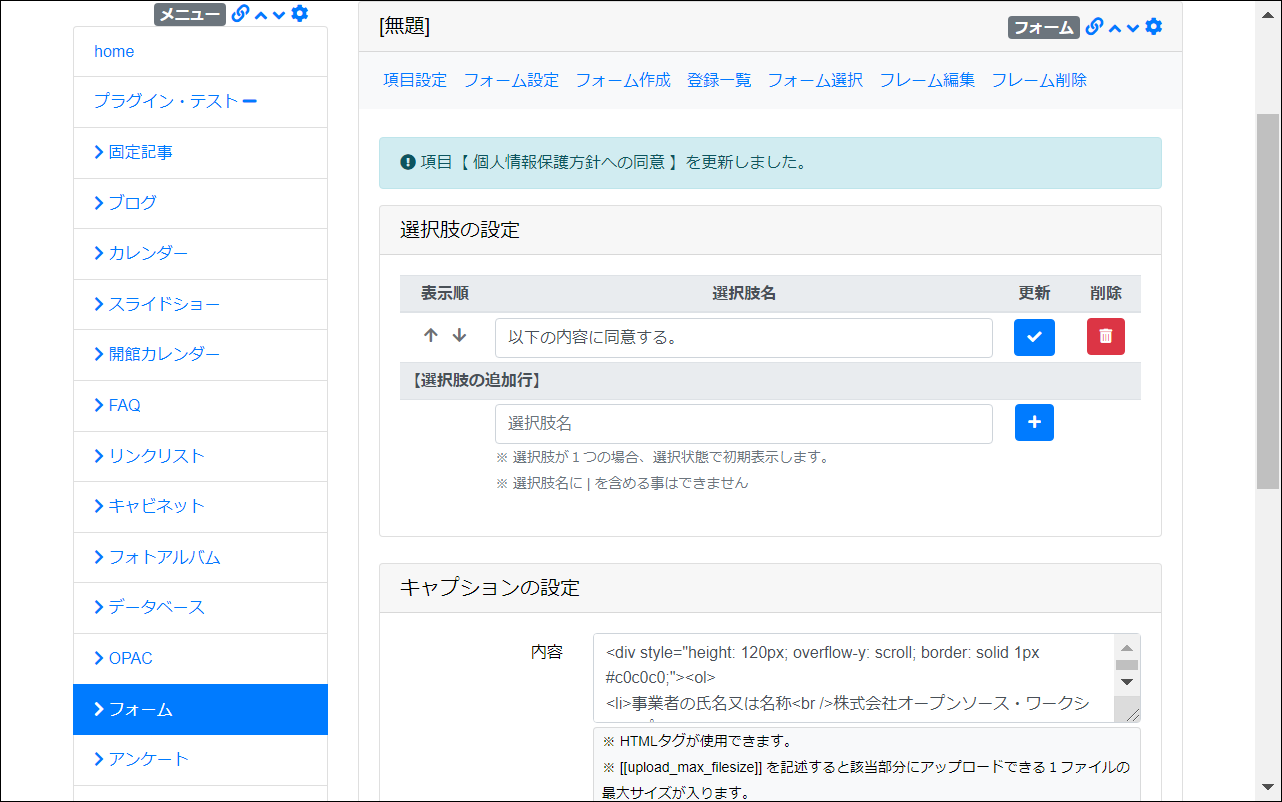 メニュー
home
プラグイン・テスト
固定記事
ブログ
カレンダー
スライドショー
開館カレンダー
FAQ
リンクリスト
キャビネット
フォトアルバム
データベース
OPAC
フォーム
アンケート
[無題]
フォーム
項目設定 フォーム設定 フォーム作成 登録一覧 フォーム選択 フレーム編集 フレーム削除
項目【 個人情報保護方針への同意 】を更新しました。
選択肢の設定
表示順 選択肢名 更新 削除
以下の内容に同意する。
【選択肢の追加行】
選択肢名
※ 選択肢が１つの場合、選択状態で初期表示します。
※ 選択肢名に | を含める事はできません
キャプションの設定
内容
<div style="height: 120px; overflow-y: scroll; border: solid 1px
#c0c0c0;"><ol>
<li>事業者の氏名又は名称<br />株式会社オープンソース・ワークシ
※ HTMLタグが使用できます。
※ [[upload_max_filesize]] を記述すると該当部分にアップロードできる１ファイルの
最大サイズが入ります。